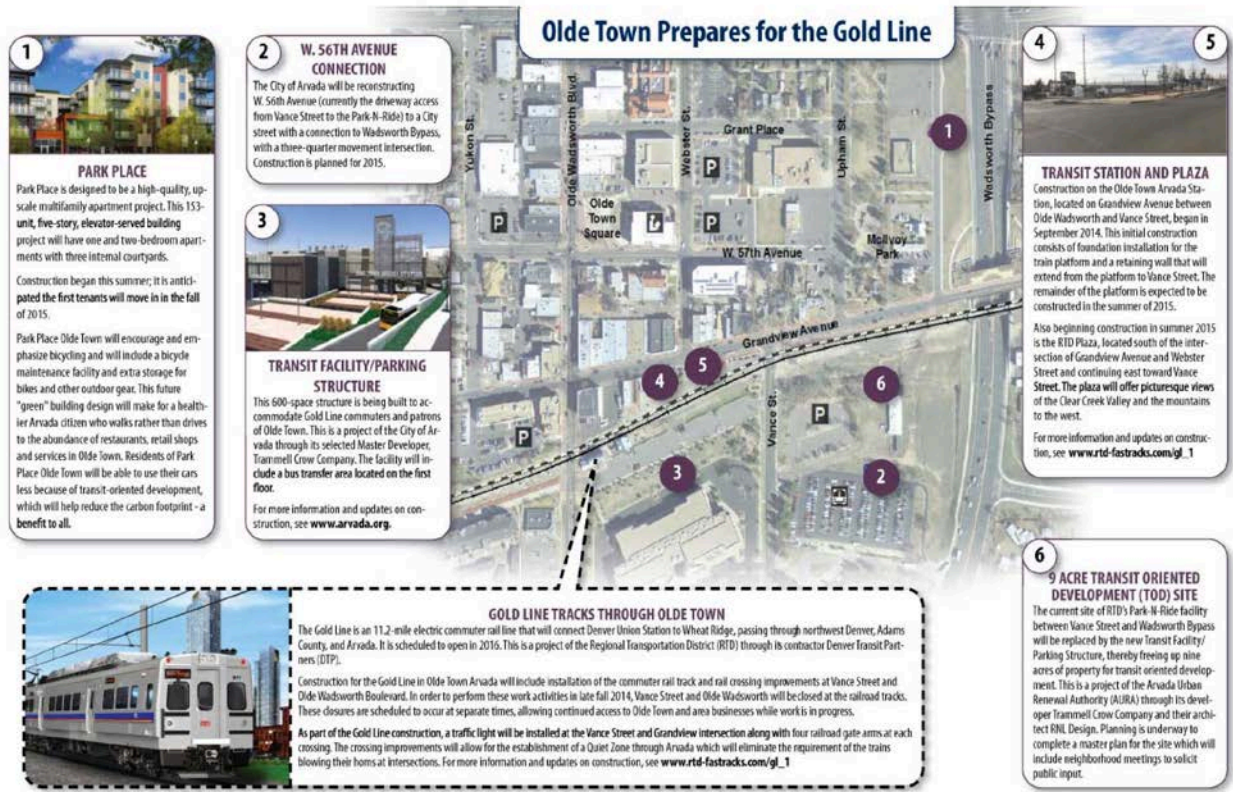 Olde Town Prepares for the Gold Line
1
PARK PLACE
Park Place is designed to be a high-quality, up-
scale multifamily apartment project. This 153-
unit, five-story, elevator-served building
project will have one and two-bedroom apart-
ments with three internal courtyards.
Construction began this summer; it is antici-
pated the first tenants will move in in the fall
of 2015.
Park Place Olde Town will encourage and em-
phasize bicycling and will include a bicycle
maintenance facility and extra storage for
bikes and other outdoor gear. This future
"green" building design will make for a health-
ier Arvada citizen who walks rather than drives
to the abundance of restaurants, retail shops
and services in Olde Town. Residents of Park
Place Olde Town will be able to use their cars
less because of transit-oriented development,
which will help reduce the carbon footprint - a
benefit to all.
2
W. 56TH AVENUE
CONNECTION
The City of Arvada will be reconstructing
W. 56th Avenue (currently the driveway access
from Vance Street to the Park-N-Ride) to a City
street with a connection to Wadsworth Bypass,
with a three-quarter movement intersection.
Construction is planned for 2015.
3
TRANSIT FACILITY/PARKING
STRUCTURE
This 600-space structure is being built to ac-
commodate Gold Line commuters and patrons
of Olde Town. This is a project of the City of Ar-
vada through its selected Master Developer,
Trammell Crow Company. The facility will in-
clude a bus transfer area located on the first
floor.
For more information and updates on con-
struction, see www.arvada.org.
Yukon St.
Olde Wadsworth Blvd.
Webster St.
Upham St.
Wadsworth Bypass
Grant Place
1
P
P
Olde
Town
Square
P
W. 57th Avenue
McIlvoy
Park
Grandview Avenue
4
5
6
P
Vance St.
P
3
2
4
5
TRANSIT STATION AND PLAZA
Construction on the Olde Town Arvada Sta-
tion, located on Grandview Avenue between
Olde Wadsworth and Vance Street, began in
September 2014. This initial construction
consists of foundation installation for the
train platform and a retaining wall that will
extend from the platform to Vance Street. The
remainder of the platform is expected to be
constructed in the summer of 2015.
Also beginning construction in summer 2015
is the RTD Plaza, located south of the inter-
section of Grandview Avenue and Webster
Street and continuing east toward Vance
Street. The plaza will offer picturesque views
of the Clear Creek Valley and the mountains
to the west.
For more information and updates on construc-
tion, see www.rtd-fastracks.com/gl_1
6
9 ACRE TRANSIT ORIENTED
DEVELOPMENT (TOD) SITE
The current site of RTD's Park-N-Ride facility
between Vance Street and Wadsworth Bypass
will be replaced by the new Transit Facility/
Parking Structure, thereby freeing up nine
acres of property for transit oriented develop-
ment. This is a project of the Arvada Urban
Renewal Authority (AURA) through its devel-
oper Trammell Crow Company and their archi-
tect RNL Design. Planning is underway to
complete a master plan for the site which will
include neighborhood meetings to solicit
public input.
GOLD LINE TRACKS THROUGH OLDE TOWN
The Gold Line is an 11.2-mile electric commuter rail line that will connect Denver Union Station to Wheat Ridge, passing through northwest Denver, Adams
County, and Arvada. It is scheduled to open in 2016. This is a project of the Regional Transportation District (RTD) through its contractor Denver Transit Part-
ners (DTP).
Construction for the Gold Line in Olde Town Arvada will include installation of the commuter rail track and rail crossing improvements at Vance Street and
Olde Wadsworth Boulevard. In order to perform these work activities in late fall 2014, Vance Street and Olde Wadsworth will be closed at the railroad tracks.
These closures are scheduled to occur at separate times, allowing continued access to Olde Town and area businesses while work is in progress.
As part of the Gold Line construction, a traffic light will be installed at the Vance Street and Grandview intersection along with four railroad gate arms at each
crossing. The crossing improvements will allow for the establishment of a Quiet Zone through Arvada which will eliminate the requirement of the trains
blowing their horns at intersections. For more information and updates on construction, see www.rtd-fastracks.com/gl_1